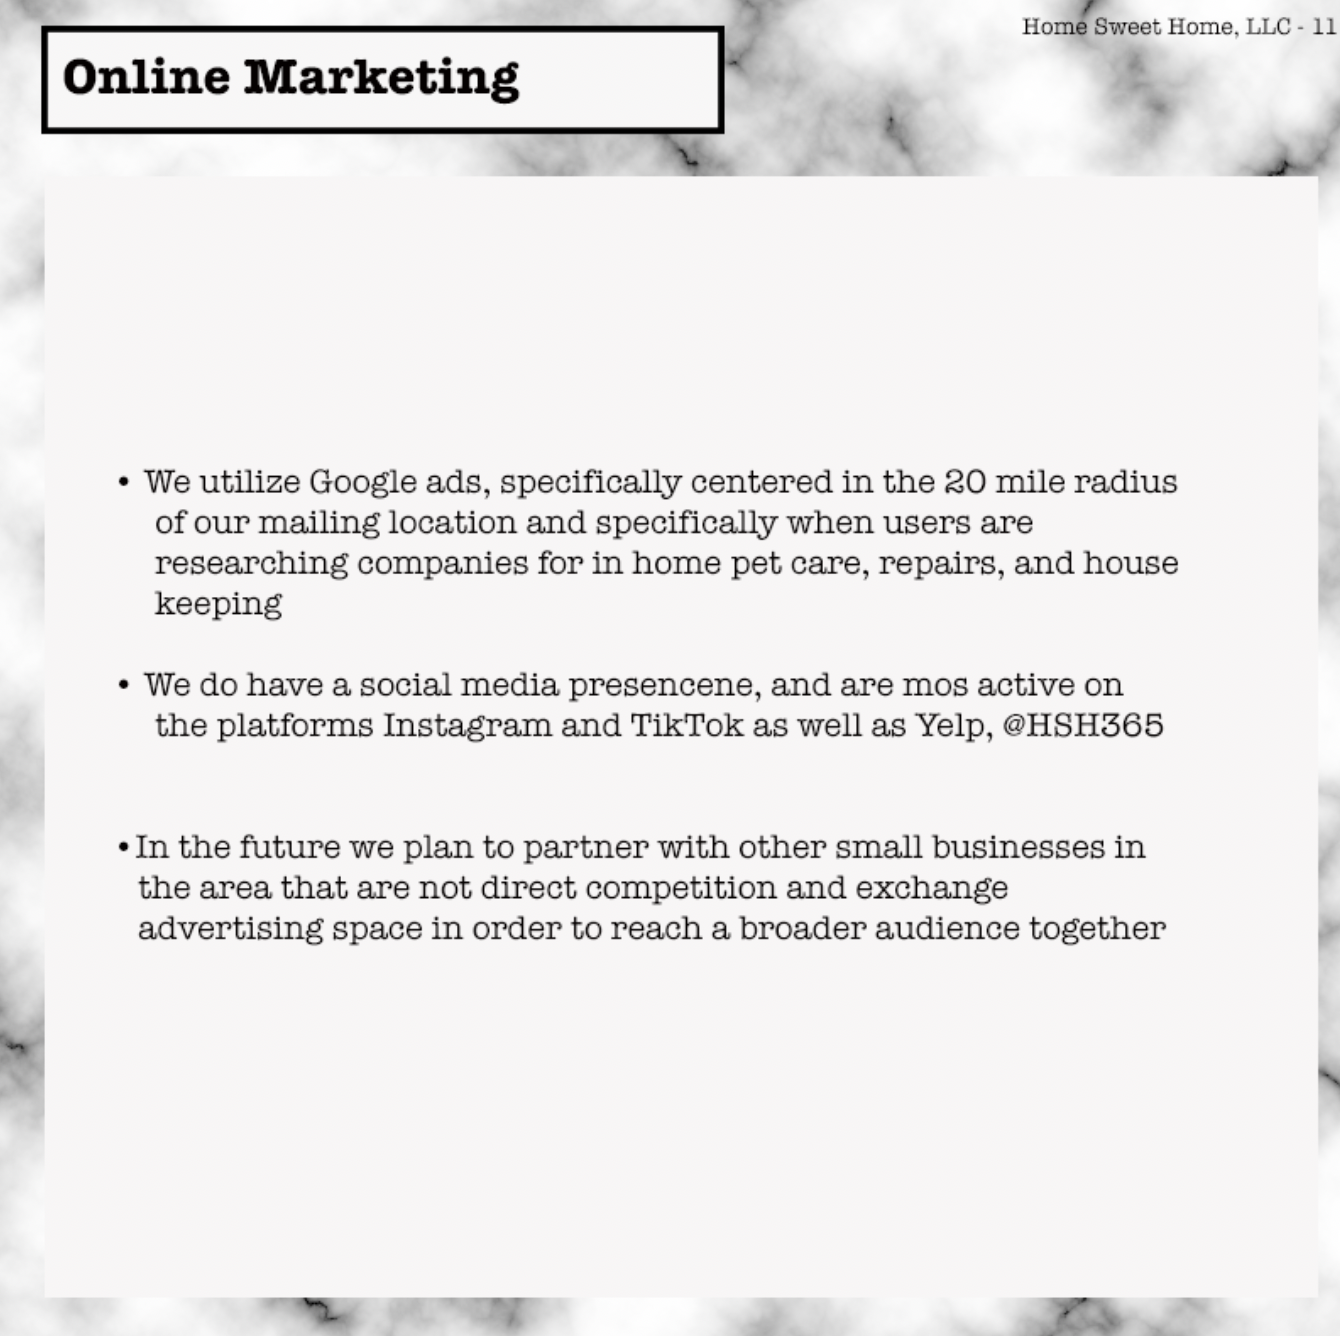 Home Sweet Home, LLC - 11
Online Marketing
• We utilize Google ads, specifically centered in the 20 mile radius
of our mailing location and specifically when users are
researching companies for in home pet care, repairs, and house
keeping
• We do have a social media presencene, and are mos active on
the platforms Instagram and TikTok as well as Yelp, @HSH365
• In the future we plan to partner with other small businesses in
the area that are not direct competition and exchange
advertising space in order to reach a broader audience together